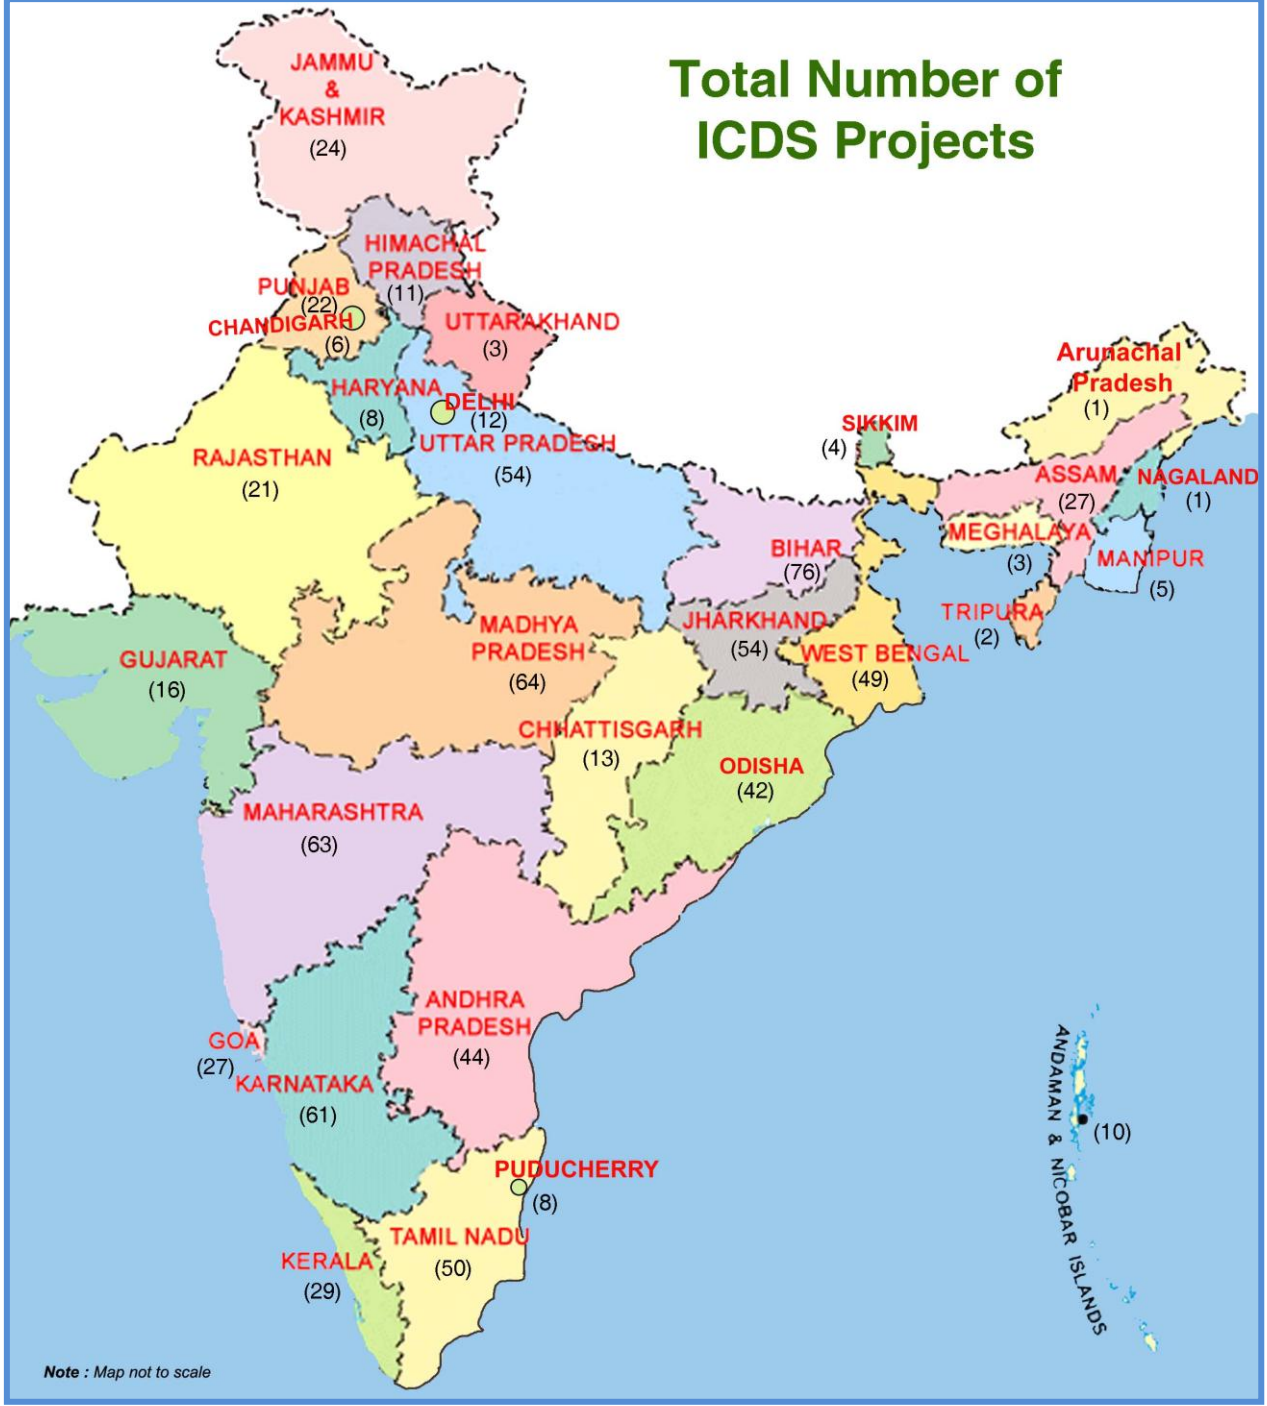 Total Number of
ICDS Projects
JAMMU
&
KASHMIR
(24)
HIMACHAL
PRADESH
(11)
PUNJAB
(22)
CHANDIGARH
(6)
UTTARAKHAND
(3)
HARYANA
(8)
DELHI
(12)
UTTAR PRADESH
(54)
RAJASTHAN
(21)
Arunachal
Pradesh
(1)
SIKKIM
(4)
ASSAM
(27)
NAGALAND
(1)
MEGHALAYA
(3)
MANIPUR
(5)
TRIPURA
(2)
BIHAR
(76)
JHARKHAND
(54)
WEST BENGAL
(49)
GUJARAT
(16)
MADHYA
PRADESH
(64)
CHHATTISGARH
(13)
ODISHA
(42)
MAHARASHTRA
(63)
ANDHRA
PRADESH
(44)
GOA
(27)
KARNATAKA
(61)
PUDUCHERRY
(8)
TAMIL NADU
(50)
KERALA
(29)
ANDAMAN & NICOBAR ISLANDS
(10)
Note : Map not to scale